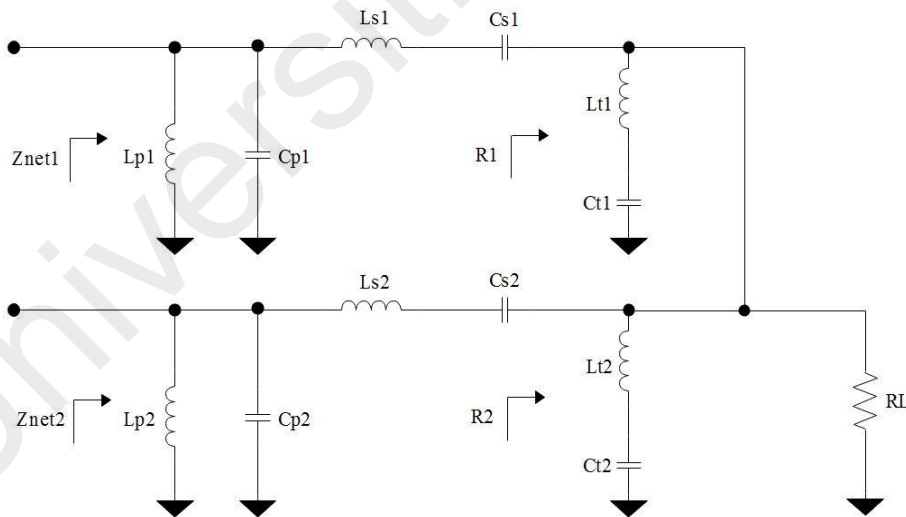 Ls1
Cs1
Lt1
Znet1
Lp1
Cp1
R1
Ct1
Ls2
Cs2
Lt2
Znet2
Lp2
Cp2
R2
RL
Ct2